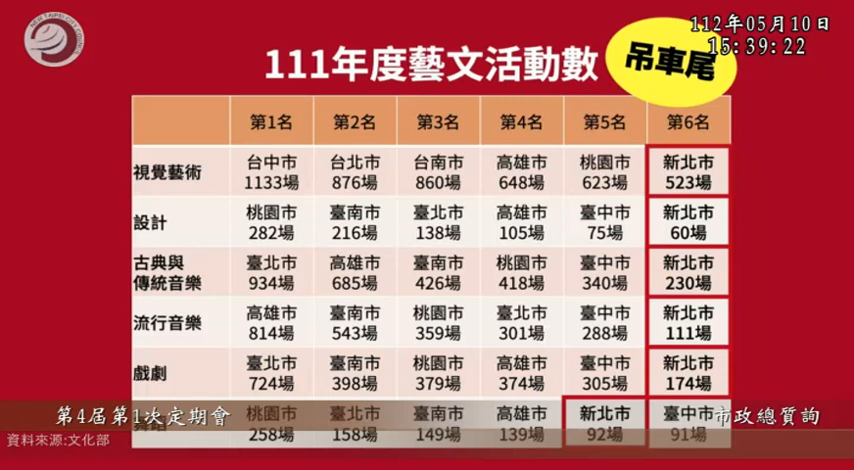 NEW TAIPEI CITY COUNCIL
112年05月10日
15:39:22
111年度藝文活動數
吊車尾
第1名 第2名 第3名 第4名 第5名 第6名
視覺藝術 台中市 台北市 台南市 高雄市 桃園市 新北市
1133場 876場 860場 648場 623場 523場
設計 桃園市 臺南市 臺北市 高雄市 臺中市 新北市
282場 216場 138場 105場 75場 60場
古典與 臺北市 高雄市 臺南市 桃園市 臺中市 新北市
傳統音樂 934場 685場 426場 418場 340場 230場
流行音樂 高雄市 臺南市 桃園市 臺北市 臺中市 新北市
814場 543場 359場 301場 288場 111場
戲劇 臺北市 臺南市 桃園市 高雄市 臺中市 新北市
724場 398場 379場 374場 305場 174場
桃園市 臺北市 臺南市 高雄市 新北市 臺中市
258場 158場 149場 139場 92場 91場
第4屆第1次定期會
市政總質詢
資料來源:文化部